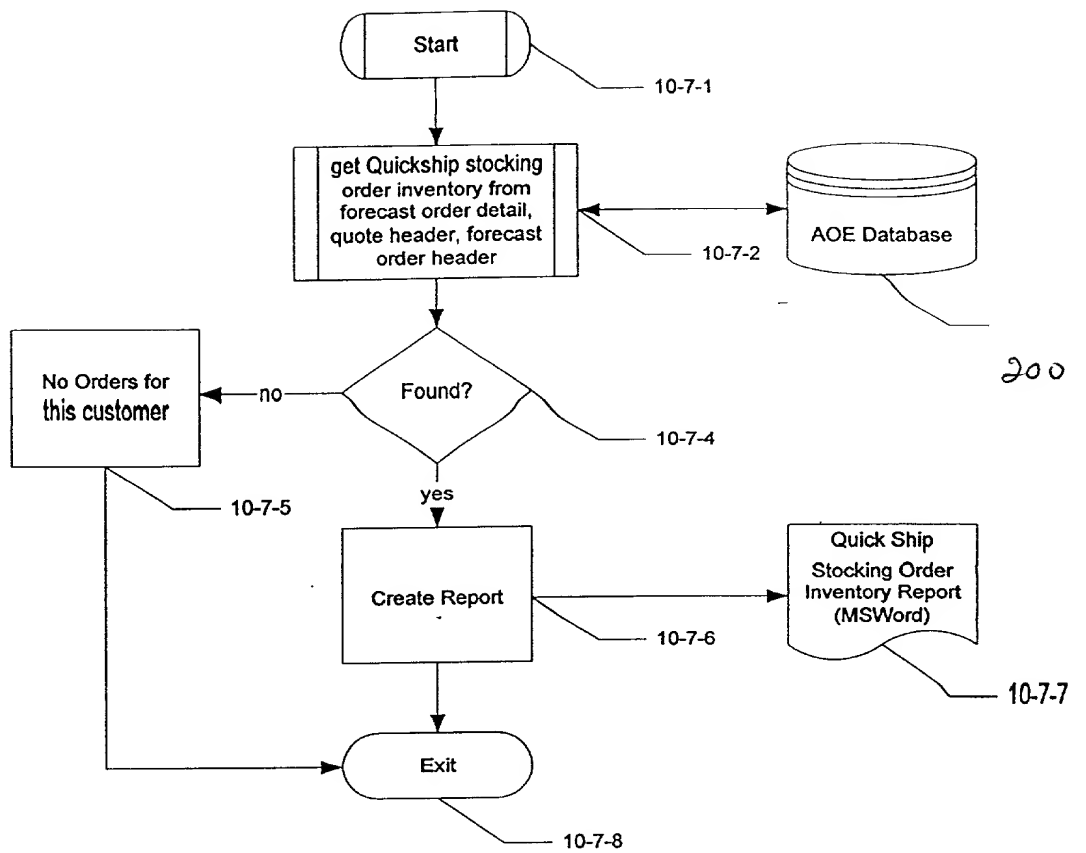 Start
10-7-1
get Quickship stocking
order inventory from
forecast order detail,
quote header, forecast
order header
10-7-2
AOE Database
200
No Orders for
this customer
no
Found?
10-7-4
10-7-5
yes
Create Report
10-7-6
Quick Ship
Stocking Order
Inventory Report
(MSWord)
10-7-7
Exit
10-7-8